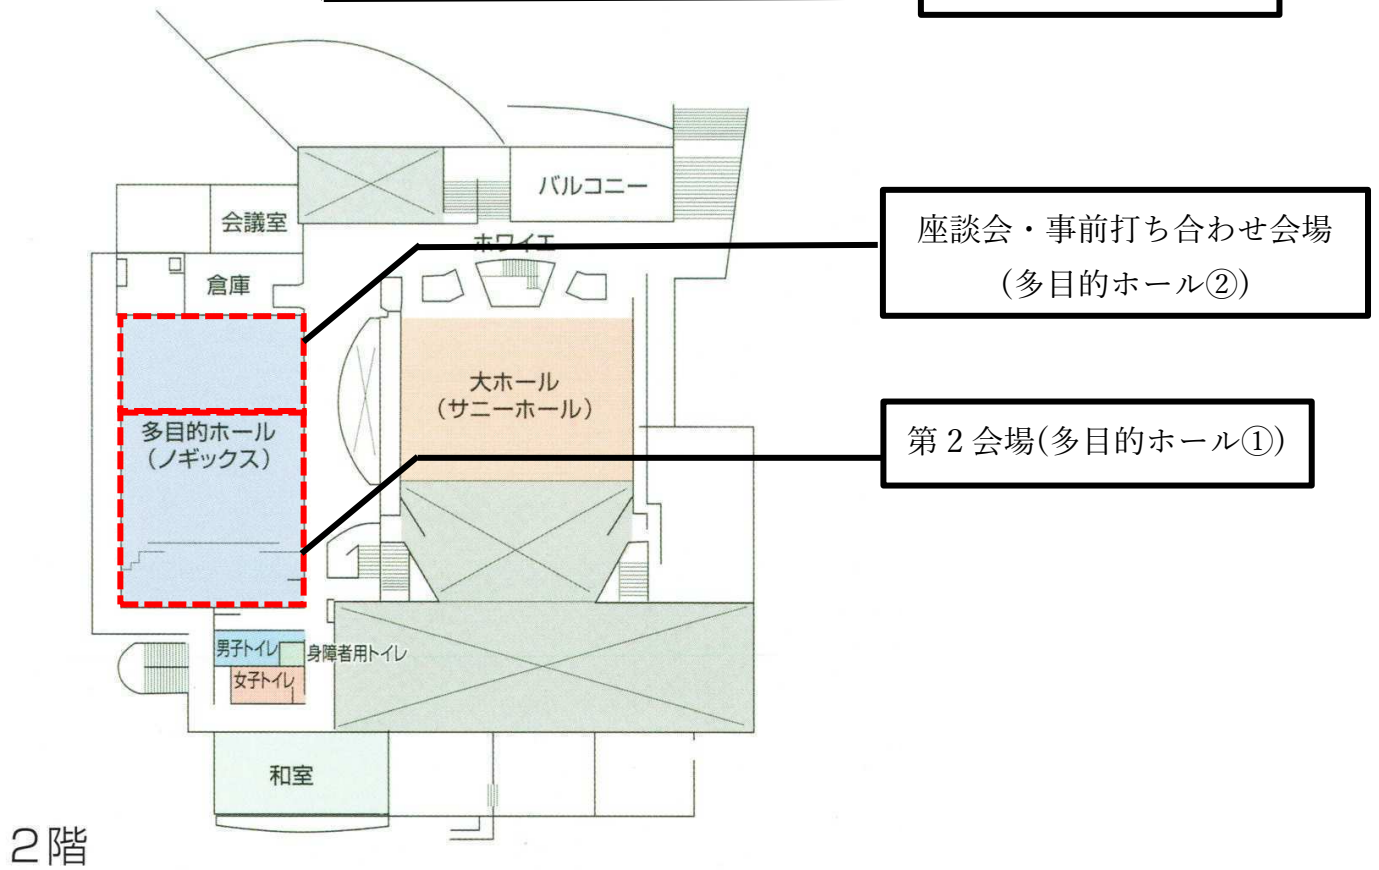 バルコニー
会議室
ホワイエ
倉庫
座談会・事前打ち合わせ会場
(多目的ホール②)
大ホール
（サニーホール）
多目的ホール
（ノギックス）
第２会場(多目的ホール①)
男子トイレ
身障者用トイレ
女子トイレ
和室
2階